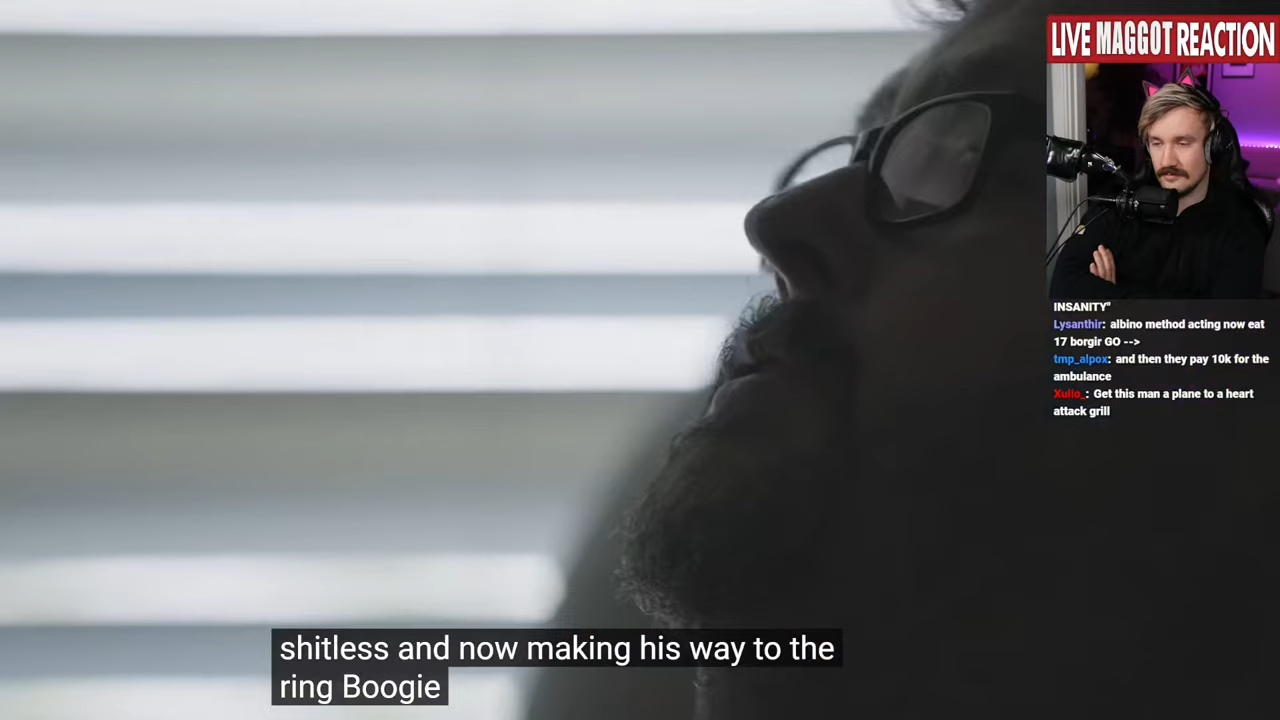 LIVE MAGGOT REACTION
INSANITY"
Lysanthir: albino method acting now eat
17 borgir GO -->
tmp_alpox: and then they pay 10k for the
ambulance
Xullo_: Get this man a plane to a heart
attack grill
shitless and now making his way to the
ring Boogie